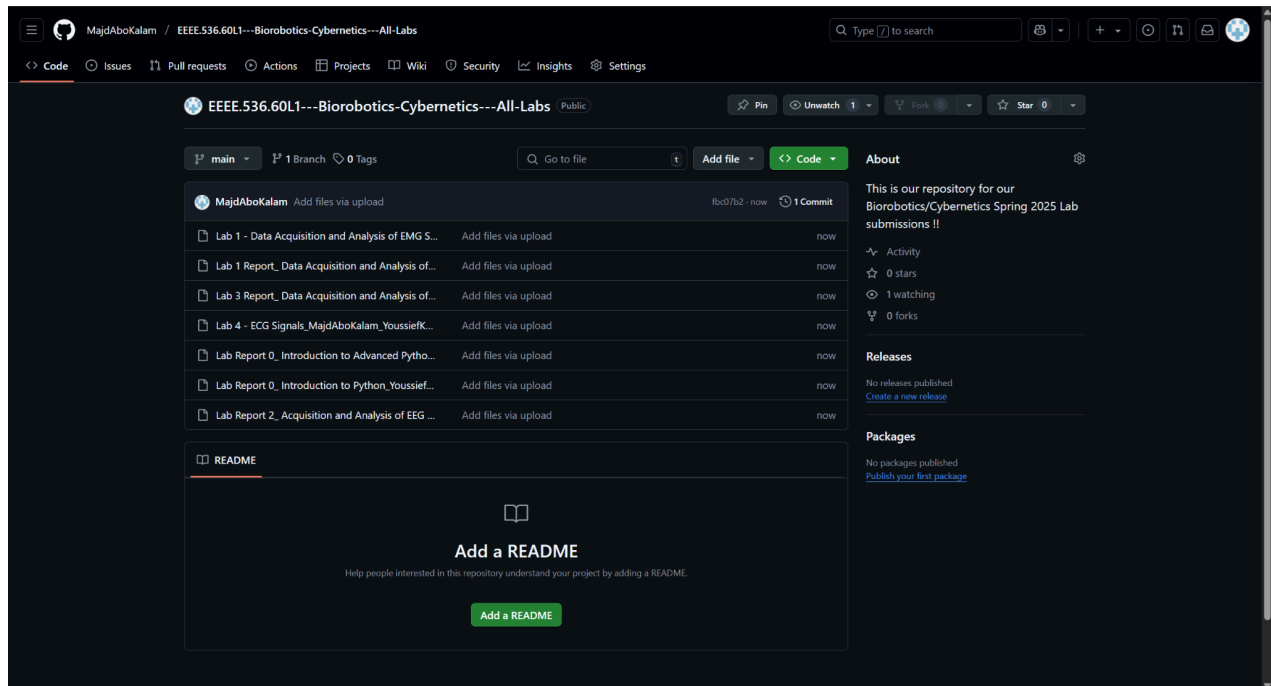 MajdAboKalam / EEEE.536.60L1---Biorobotics-Cybernetics---All-Labs
Type / to search
Code Issues Pull requests Actions Projects Wiki Security Insights Settings
EEEE.536.60L1---Biorobotics-Cybernetics---All-Labs Public
Pin Unwatch 1 Fork 0 Star 0
main 1 Branch 0 Tags Go to file t Add file Code
MajdAboKalam Add files via upload fbc07b2 · now 1 Commit
Lab 1 - Data Acquisition and Analysis of EMG S... Add files via upload now
Lab 1 Report_ Data Acquisition and Analysis of... Add files via upload now
Lab 3 Report_ Data Acquisition and Analysis of... Add files via upload now
Lab 4 - ECG Signals_MajdAboKalam_YoussiefK... Add files via upload now
Lab Report 0_ Introduction to Advanced Pytho... Add files via upload now
Lab Report 0_ Introduction to Python_Youssief... Add files via upload now
Lab Report 2_ Acquisition and Analysis of EEG ... Add files via upload now
README
Add a README
Help people interested in this repository understand your project by adding a README.
Add a README
About
This is our repository for our
Biorobotics/Cybernetics Spring 2025 Lab
submissions !!
Activity
0 stars
1 watching
0 forks
Releases
No releases published
Create a new release
Packages
No packages published
Publish your first package